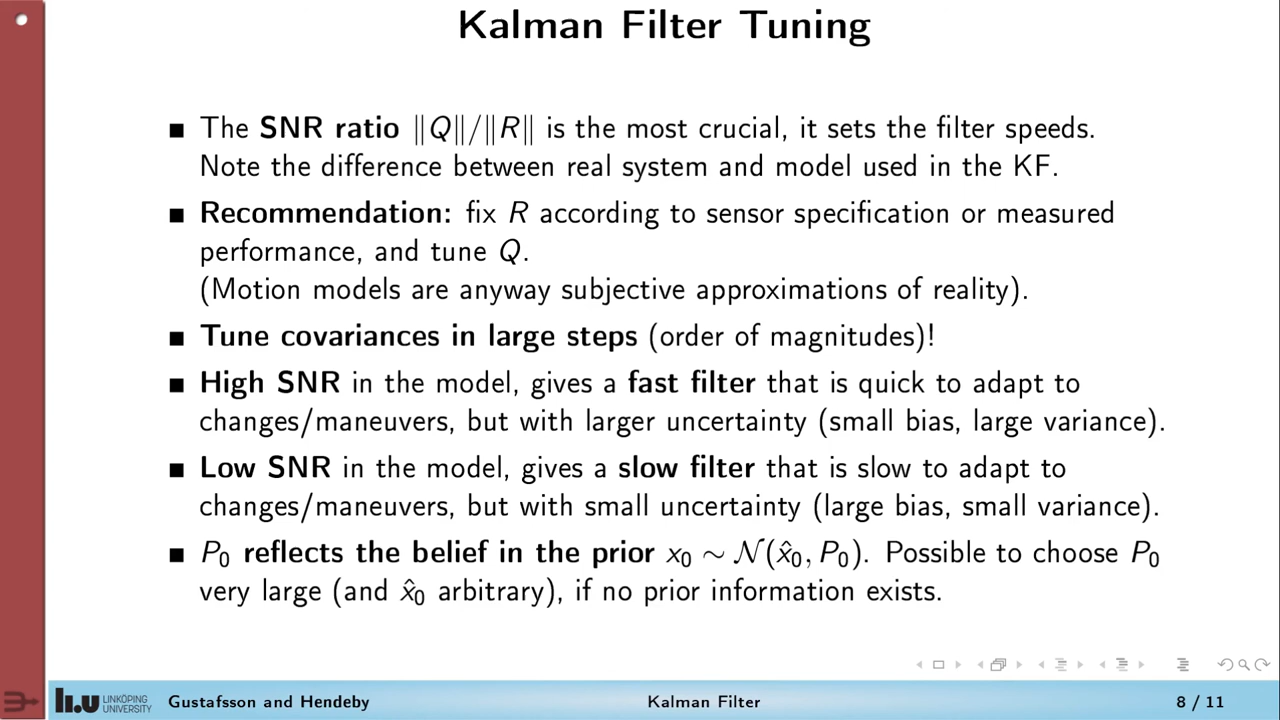 Kalman Filter Tuning
■ The SNR ratio ‖Q‖/‖R‖ is the most crucial, it sets the filter speeds.
Note the difference between real system and model used in the KF.
■ Recommendation: fix R according to sensor specification or measured
performance, and tune Q.
(Motion models are anyway subjective approximations of reality).
■ Tune covariances in large steps (order of magnitudes)!
■ High SNR in the model, gives a fast filter that is quick to adapt to
changes/maneuvers, but with larger uncertainty (small bias, large variance).
■ Low SNR in the model, gives a slow filter that is slow to adapt to
changes/maneuvers, but with small uncertainty (large bias, small variance).
■ P₀ reflects the belief in the prior x₀ ∼ 𝒩(x̂₀, P₀). Possible to choose P₀
very large (and x̂₀ arbitrary), if no prior information exists.
li.u LINKÖPING
UNIVERSITY
Gustafsson and Hendeby
Kalman Filter
8 / 11